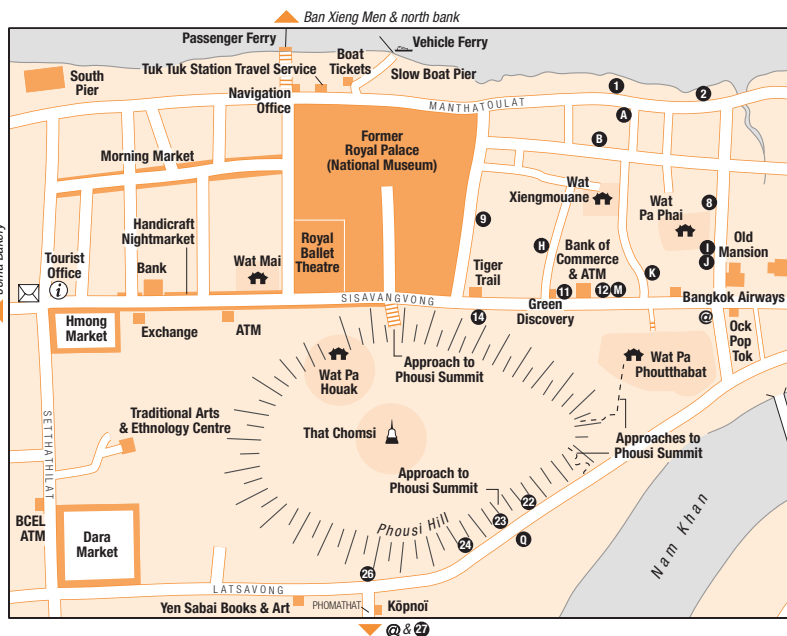 Ban Xieng Men & north bank
Passenger Ferry
Vehicle Ferry
Boat
Tickets
Slow Boat Pier
Tuk Tuk Station Travel Service
South
Pier
Navigation
Office
MANTHATOULAT
1
2
A
B
Former
Royal Palace
(National Museum)
Morning Market
Wat
Xiengmouane
Wat
Pa Phai
8
9
H
I
J
K
Handicraft
Nightmarket
Royal
Ballet
Theatre
Tourist
Office
i
Bank
Wat Mai
Tiger
Trail
Bank of
Commerce
& ATM
Old
Mansion
SISAVANGVONG
Green
Discovery
11
12
M
Bangkok Airways
@
Hmong
Market
Exchange
ATM
14
Ock
Pop
Tok
Approach to
Phousi Summit
Wat Pa
Houak
Wat Pa
Phoutthabat
Traditional Arts
& Ethnology Centre
That Chomsi
Approaches to
Phousi Summit
SETTHATHILAT
Approach to
Phousi Summit
22
23
24
Q
26
Phousi Hill
Nam Khan
BCEL
ATM
Dara
Market
LATSAVONG
Yen Sabai Books & Art
PHOMATHAT
Köpnoï
@ & 27